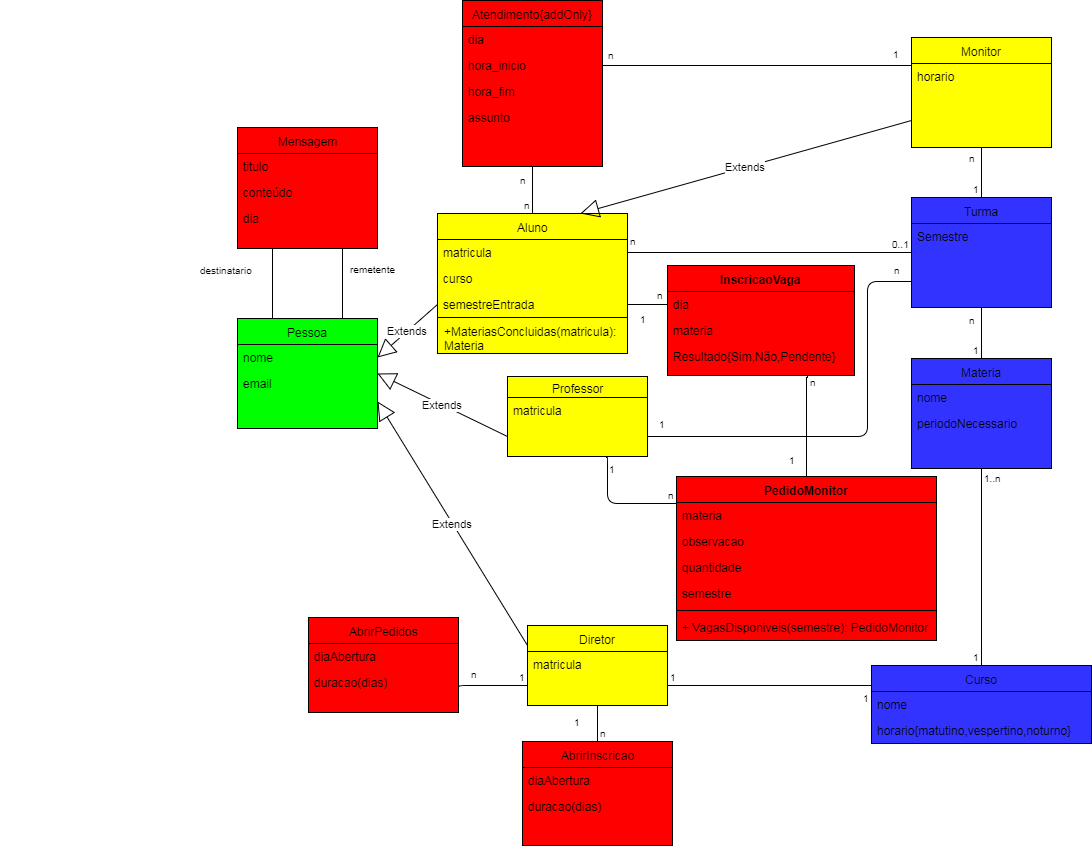 Atendimento{addOnly}
dia
hora_inicio
hora_fim
assunto
n
1
Monitor
horario
Mensagem
titulo
conteúdo
dia
Extends
n
n
n
1
destinatario
remetente
Aluno
matricula
curso
semestreEntrada
+MateriasConcluidas(matricula):
Materia
n
0..1
Turma
Semestre
n
n
1
InscricaoVaga
dia
materia
Resultado{Sim,Não,Pendente}
Pessoa
nome
email
Extends
n
1
Extends
Professor
matricula
1
n
1
Materia
nome
periodoNecessario
1
n
1..n
PedidoMonitor
materia
observacao
quantidade
semestre
+ VagasDisponiveis(semestre): PedidoMonitor
Extends
AbrirPedidos
diaAbertura
duracao(dias)
n
1
Diretor
matricula
1
1
1
Curso
nome
horario{matutino,vespertino,noturno}
1
n
AbrirInscricao
diaAbertura
duracao(dias)